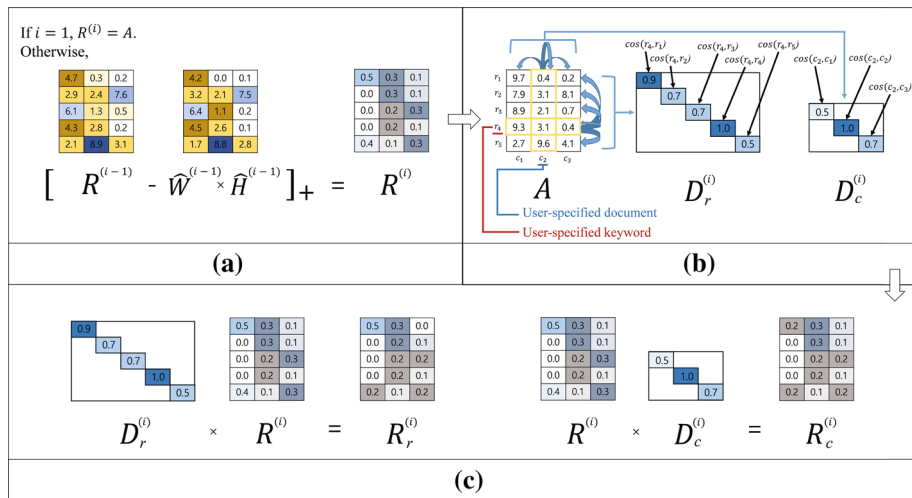 If i = 1, R^(i) = A.
Otherwise,
4.7 0.3 0.2
2.9 2.4 7.6
6.1 1.3 0.5
4.3 2.8 0.2
2.1 8.9 3.1
4.2 0.0 0.1
3.2 2.1 7.5
6.4 1.1 0.2
4.5 2.6 0.1
1.7 8.8 2.8
0.5 0.3 0.1
0.0 0.3 0.1
0.0 0.2 0.3
0.0 0.2 0.1
0.4 0.1 0.3
[ R^(i−1) - Ŵ^(i−1) × Ĥ^(i−1) ]+ = R^(i)
(a)
cos(r4,r1)
cos(r4,r2)
cos(r4,r3)
cos(r4,r4)
cos(r4,r5)
cos(c2,c1)
cos(c2,c2)
cos(c2,c3)
r1 9.7 0.4 0.2
r2 7.9 3.1 8.1
r3 8.9 2.1 0.7
r4 9.3 3.1 0.4
r5 2.7 9.6 4.1
c1 c2 c3
0.9
0.7
0.7
1.0
0.5
0.5
1.0
0.7
A
D_r^(i)
D_c^(i)
User-specified document
User-specified keyword
(b)
0.9
0.7
0.7
1.0
0.5
0.5 0.3 0.1
0.0 0.3 0.1
0.0 0.2 0.3
0.0 0.2 0.1
0.4 0.1 0.3
0.5 0.3 0.0
0.0 0.2 0.1
0.0 0.2 0.2
0.0 0.2 0.1
0.2 0.1 0.2
D_r^(i) × R^(i) = R_r^(i)
0.5 0.3 0.1
0.0 0.3 0.1
0.0 0.2 0.3
0.0 0.2 0.1
0.4 0.1 0.3
0.5
1.0
0.7
0.2 0.3 0.1
0.0 0.3 0.1
0.0 0.2 0.2
0.0 0.2 0.1
0.2 0.1 0.2
R^(i) × D_c^(i) = R_c^(i)
(c)